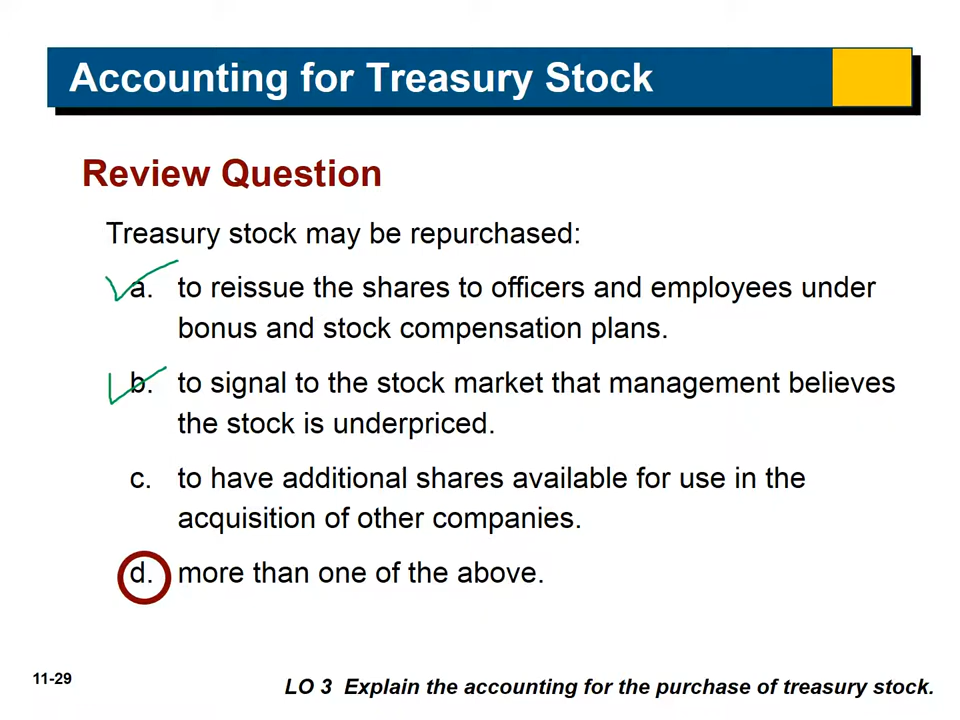 Accounting for Treasury Stock
Review Question
Treasury stock may be repurchased:
a. to reissue the shares to officers and employees under
bonus and stock compensation plans.
b. to signal to the stock market that management believes
the stock is underpriced.
c. to have additional shares available for use in the
acquisition of other companies.
d. more than one of the above.
11-29
LO 3 Explain the accounting for the purchase of treasury stock.